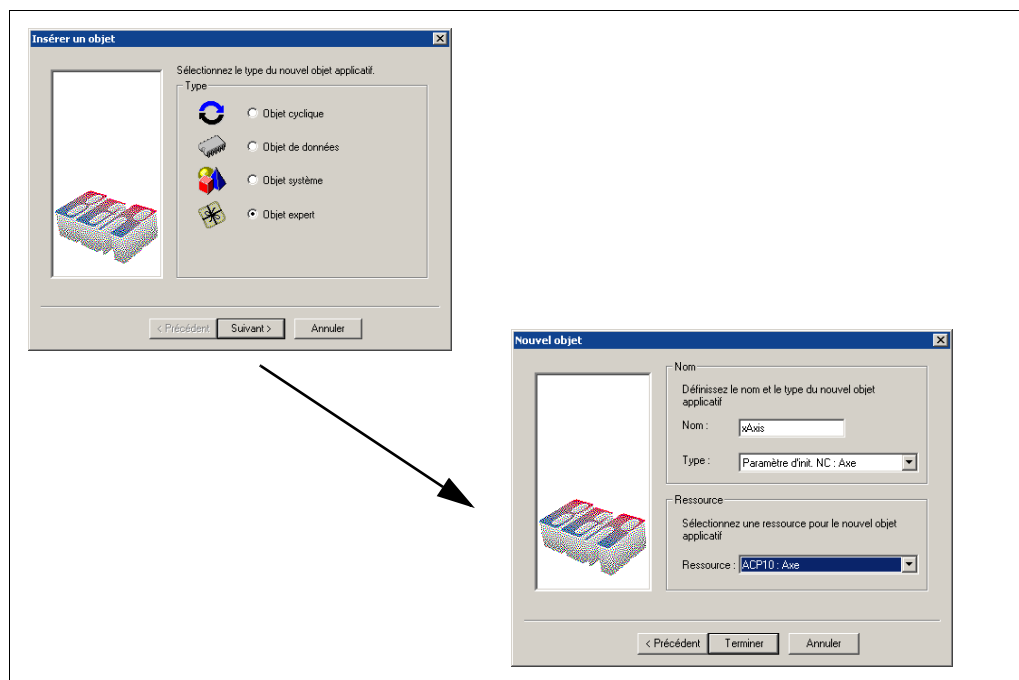 Insérer un objet
Sélectionnez le type du nouvel objet applicatif.
Type
Objet cyclique
Objet de données
Objet système
Objet expert
< Précédent
Suivant >
Annuler
Nouvel objet
Nom
Définissez le nom et le type du nouvel objet
applicatif
Nom :
xAxis
Type :
Paramètre d'init. NC : Axe
Ressource
Sélectionnez une ressource pour le nouvel objet
applicatif
Ressource :
ACP10 : Axe
< Précédent
Terminer
Annuler